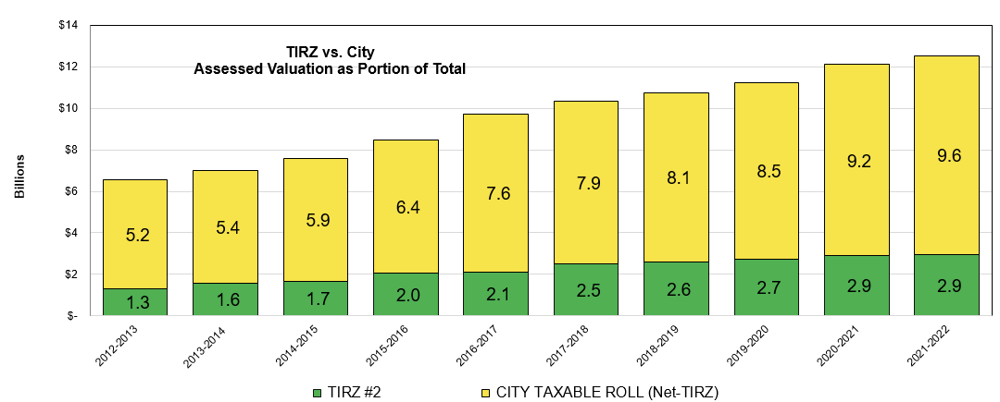 TIRZ vs. City
Assessed Valuation as Portion of Total
Billions
$14
$12
$10
$8
$6
$4
$2
$-
5.2 5.4 5.9 6.4 7.6 7.9 8.1 8.5 9.2 9.6
1.3 1.6 1.7 2.0 2.1 2.5 2.6 2.7 2.9 2.9
2012-2013 2013-2014 2014-2015 2015-2016 2016-2017 2017-2018 2018-2019 2019-2020 2020-2021 2021-2022
TIRZ #2 CITY TAXABLE ROLL (Net-TIRZ)